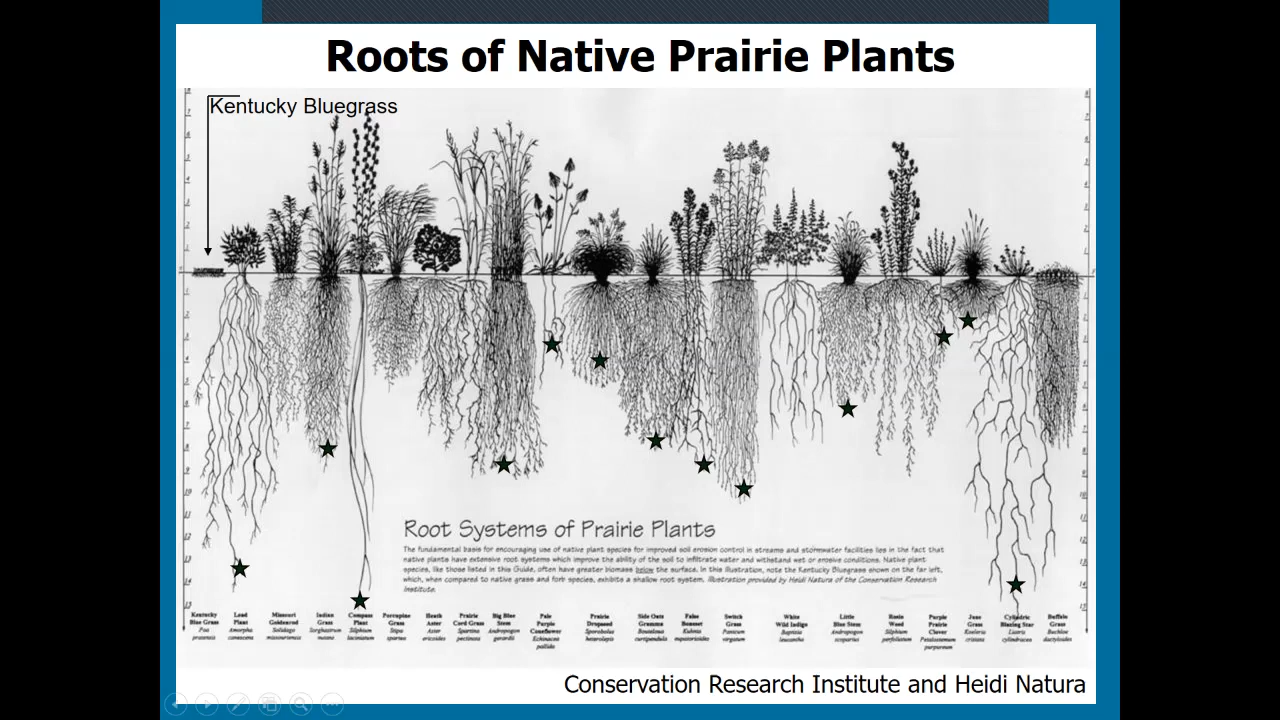 Roots of Native Prairie Plants
Kentucky Bluegrass
Root Systems of Prairie Plants
The fundamental basis for encouraging use of native plant species for improved soil erosion control in streams and stormwater facilities lies in the fact that
native plants have extensive root systems which improve the ability of the soil to infiltrate water and withstand wet or erosive conditions. Native plant
species, like those listed in this Guide, often have greater biomass below the surface. In this illustration, note the Kentucky Bluegrass shown on the far left,
which, when compared to native grass and forb species, exhibits a shallow root system. Illustration provided by Heidi Natura of the Conservation Research
Institute.
Kentucky
Blue Grass
Poa
pratensis
Lead
Plant
Amorpha
canescens
Missouri
Goldenrod
Solidago
missouriensis
Indian
Grass
Sorghastrum
nutans
Compass
Plant
Silphium
laciniatum
Porcupine
Grass
Stipa
spartea
Heath
Aster
Aster
ericoides
Prairie
Cord Grass
Spartina
pectinata
Big Blue
Stem
Andropogon
gerardii
Pale
Purple
Coneflower
Echinacea
pallida
Prairie
Dropseed
Sporobolus
heterolepis
Side Oats
Gramma
Bouteloua
curtipendula
False
Boneset
Kuhnia
eupatorioides
Switch
Grass
Panicum
virgatum
White
Wild Indigo
Baptisia
leucantha
Little
Blue Stem
Andropogon
scoparius
Rosin
Weed
Silphium
perfoliatum
Purple
Prairie
Clover
Petalostemum
purpureum
June
Grass
Koeleria
cristata
Cylindric
Blazing Star
Liatris
cylindracea
Buffalo
Grass
Buchloe
dactyloides
Conservation Research Institute and Heidi Natura